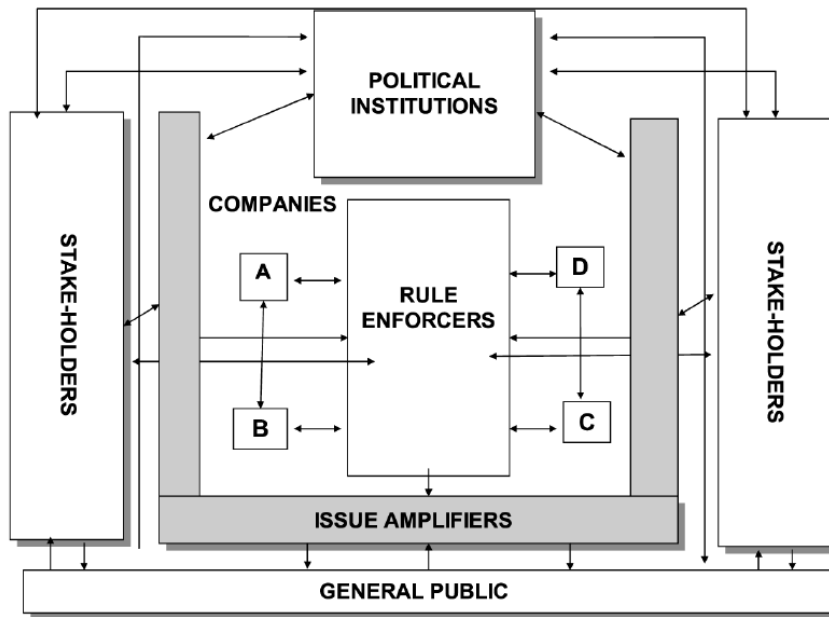 POLITICAL
INSTITUTIONS
COMPANIES
STAKE-HOLDERS
A
B
RULE
ENFORCERS
D
C
STAKE-HOLDERS
ISSUE AMPLIFIERS
GENERAL PUBLIC